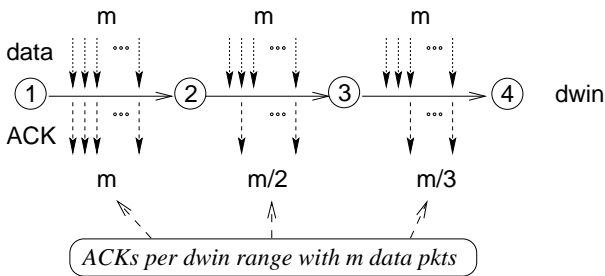 m m m
data
1 2 3 4 dwin
ACK
m m/2 m/3
ACKs per dwin range with m data pkts